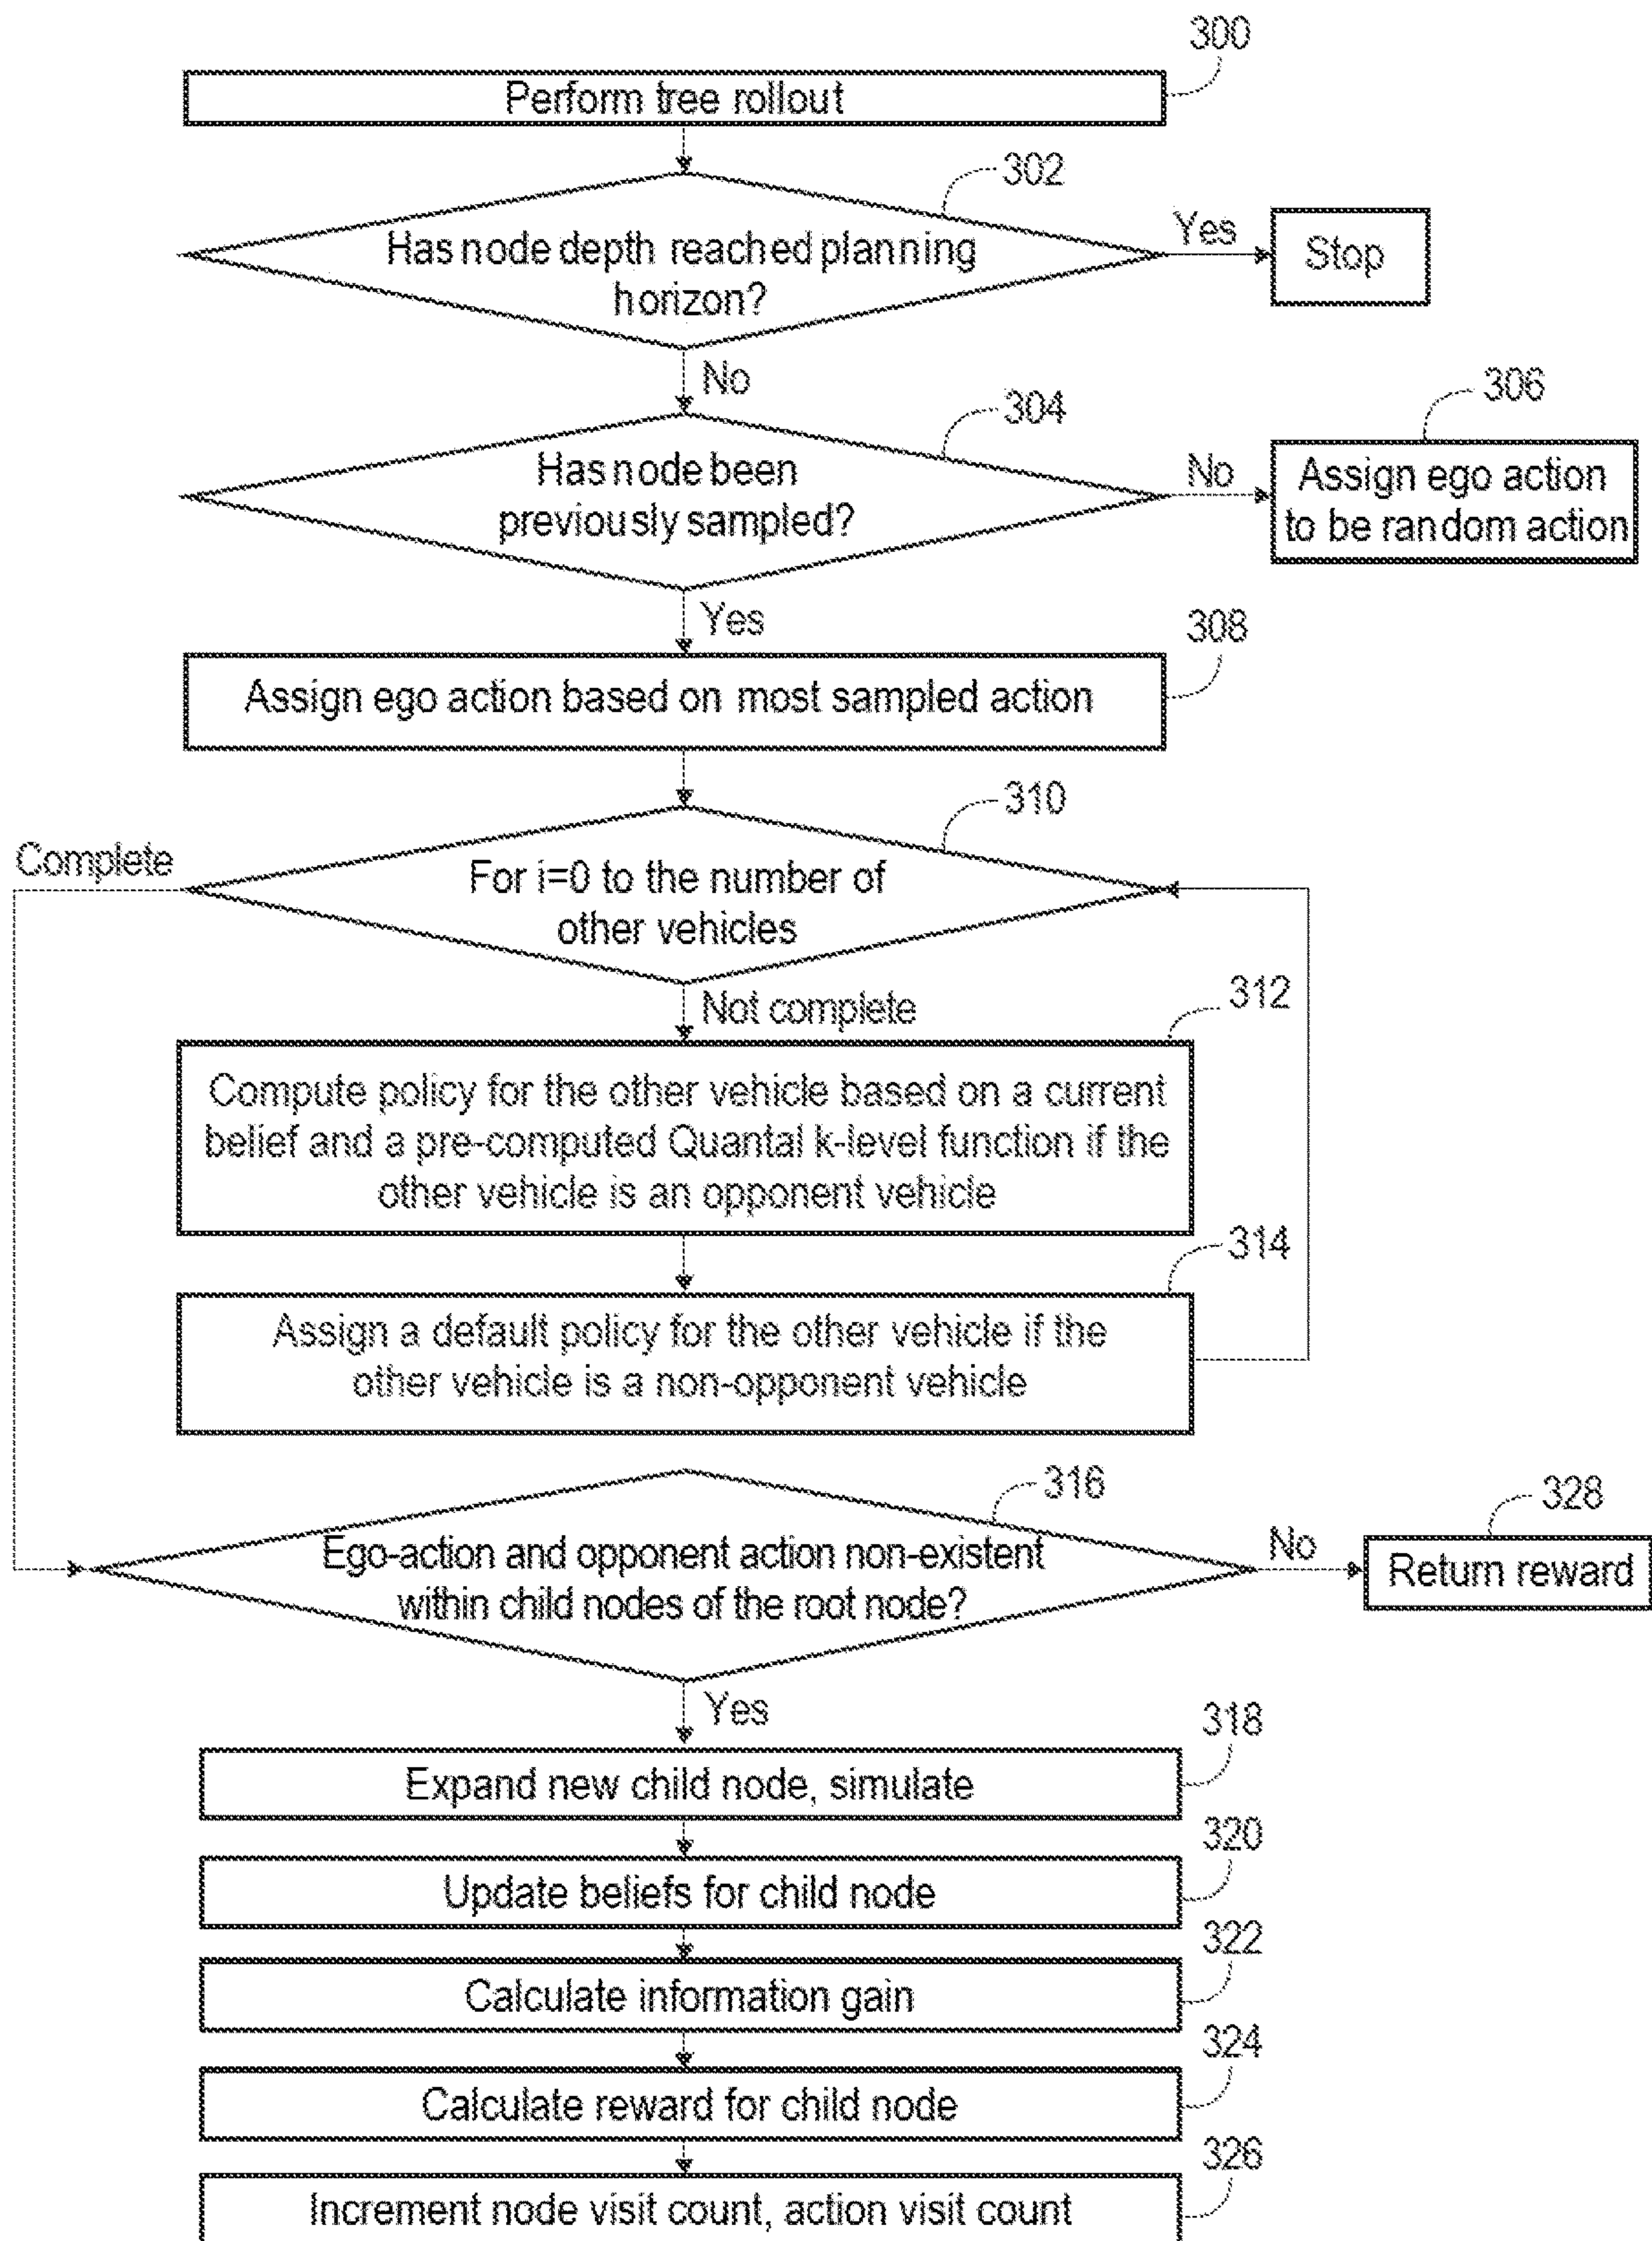 300
Perform tree rollout
302
Has node depth reached planning
horizon?
Yes
Stop
No
304
Has node been
previously sampled?
No
306
Assign ego action
to be random action
Yes
308
Assign ego action based on most sampled action
310
Complete
For i=0 to the number of
other vehicles
Not complete
312
Compute policy for the other vehicle based on a current
belief and a pre-computed Quantal k-level function if the
other vehicle is an opponent vehicle
314
Assign a default policy for the other vehicle if the
other vehicle is a non-opponent vehicle
316
Ego-action and opponent action non-existent
within child nodes of the root node?
No
328
Return reward
Yes
318
Expand new child node, simulate
320
Update beliefs for child node
322
Calculate information gain
324
Calculate reward for child node
326
Increment node visit count, action visit count